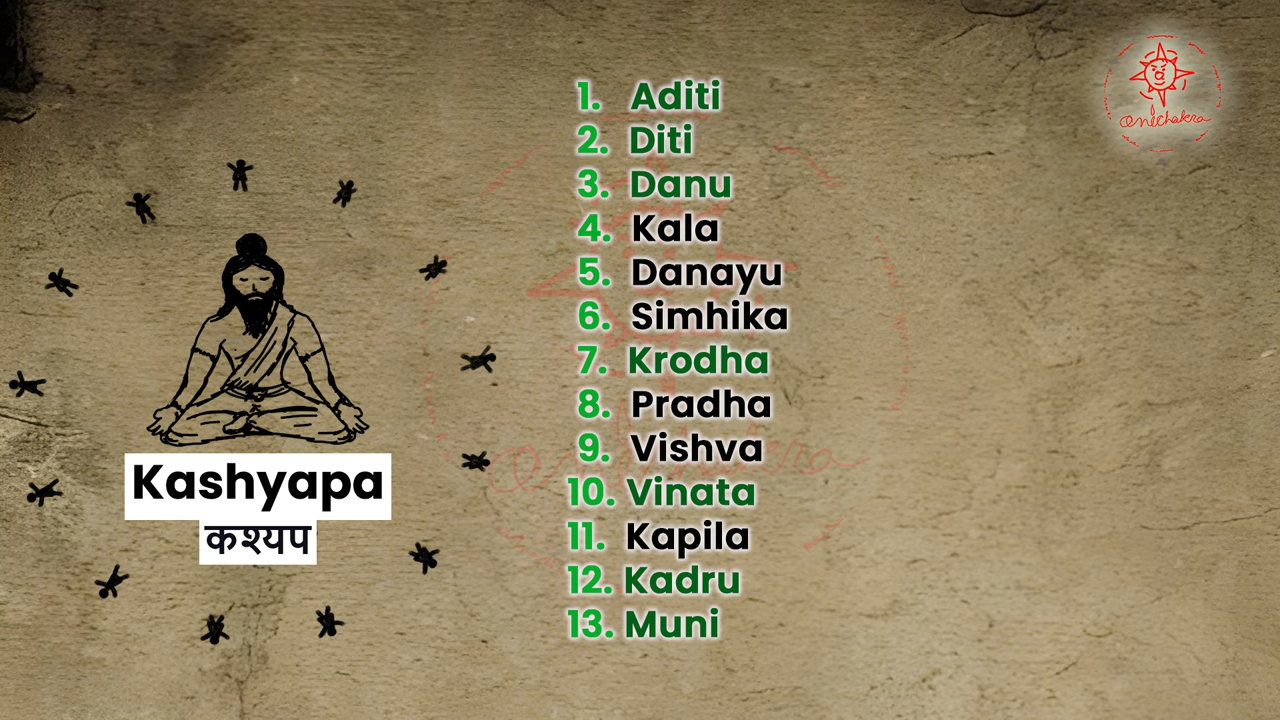 Onechakra
1. Aditi
2. Diti
3. Danu
4. Kala
5. Danayu
6. Simhika
7. Krodha
8. Pradha
9. Vishva
10. Vinata
11. Kapila
12. Kadru
13. Muni
Kashyapa
कश्यप